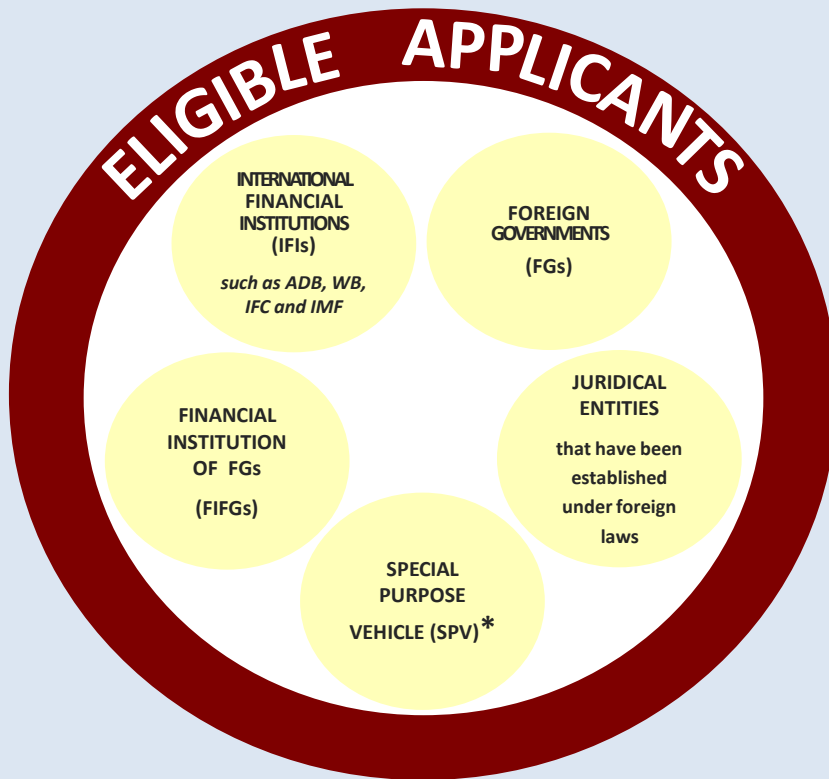 ELIGIBLE APPLICANTS
INTERNATIONAL
FINANCIAL
INSTITUTIONS
(IFIs)
such as ADB, WB,
IFC and IMF
FOREIGN
GOVERNMENTS
(FGs)
FINANCIAL
INSTITUTION
OF FGs
(FIFGs)
JURIDICAL
ENTITIES
that have been
established
under foreign
laws
SPECIAL
PURPOSE
VEHICLE (SPV)*